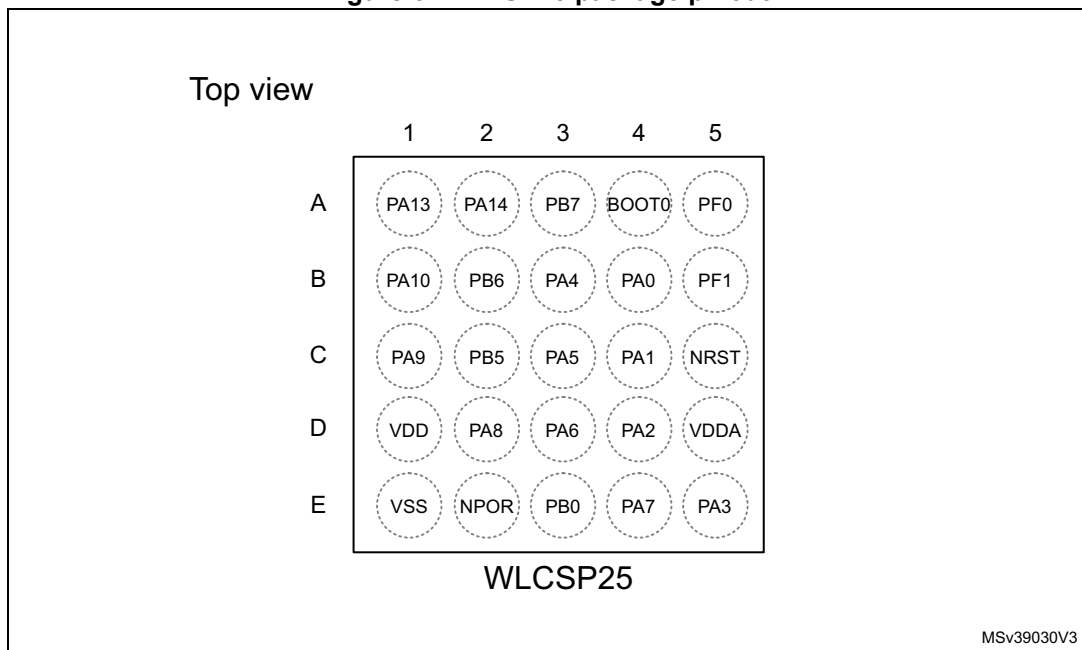 Top view
1 2 3 4 5
A PA13 PA14 PB7 BOOT0 PF0
B PA10 PB6 PA4 PA0 PF1
C PA9 PB5 PA5 PA1 NRST
D VDD PA8 PA6 PA2 VDDA
E VSS NPOR PB0 PA7 PA3
WLCSP25
MSv39030V3